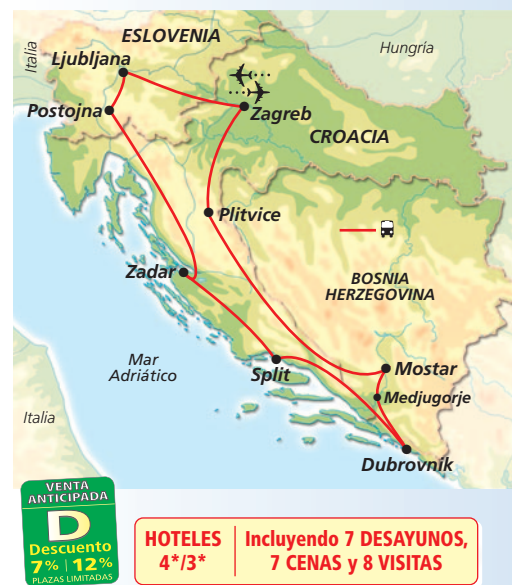 Italia
ESLOVENIA
Hungria
Ljubljana
Postojna
Zagreb
CROACIA
Plitvice
Zadar
BOSNIA
HERZEGOVINA
Mar
Adriático
Split
Mostar
Medjugorje
Italia
Dubrovnik
VENTA
ANTICIPADA
D
Descuento
7% | 12%
PLAZAS LIMITADAS
HOTELES
4*/3*
Incluyendo 7 DESAYUNOS,
7 CENAS y 8 VISITAS